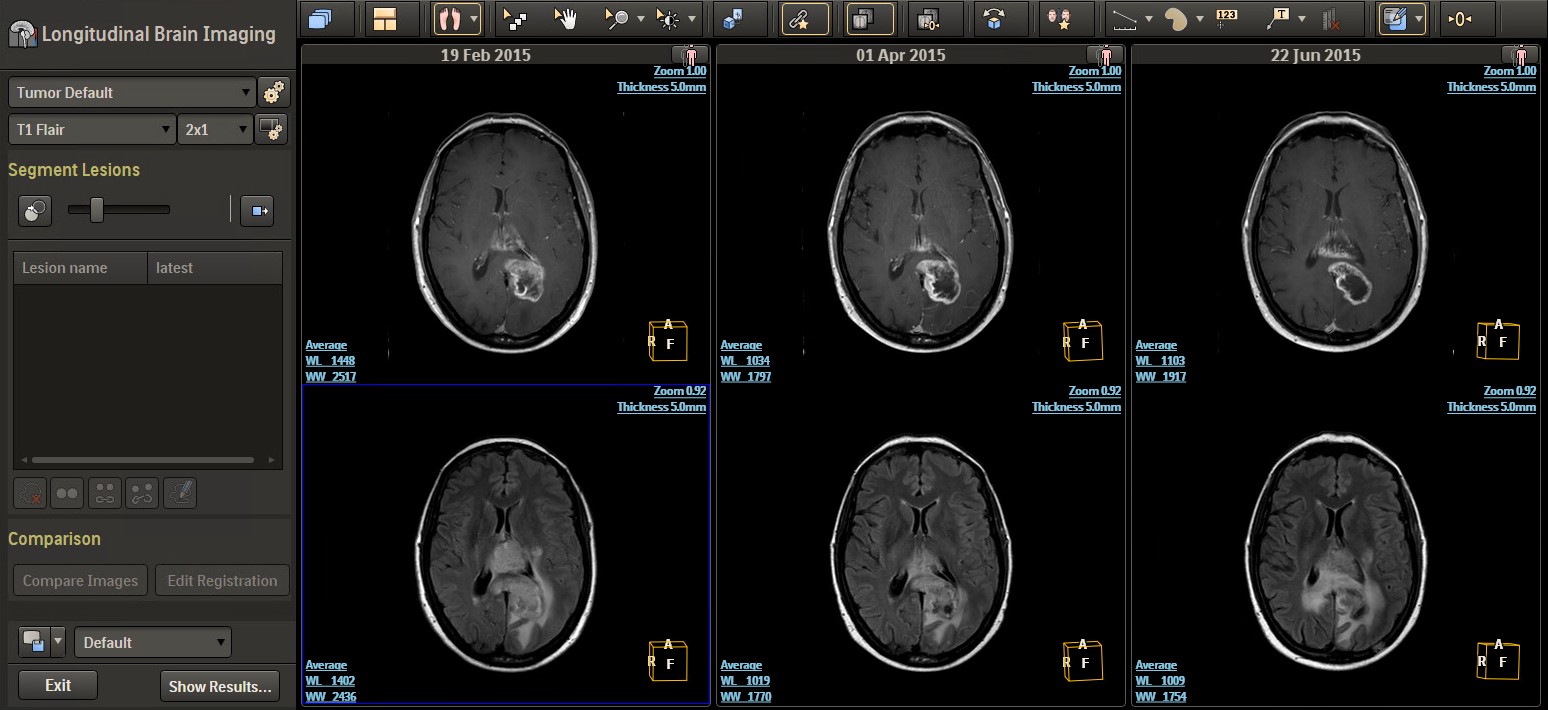 Longitudinal Brain Imaging
Tumor Default
T1 Flair
2x1
Segment Lesions
Lesion name
latest
Comparison
Compare Images
Edit Registration
Default
Exit
Show Results...
123
T
0
19 Feb 2015
Zoom 1.00
Thickness 5.0mm
Average
WL 1448
WW 2517
A
R F
01 Apr 2015
Zoom 1.00
Thickness 5.0mm
Average
WL 1034
WW 1797
A
R F
22 Jun 2015
Zoom 1.00
Thickness 5.0mm
Average
WL 1103
WW 1917
A
R F
Zoom 0.92
Thickness 5.0mm
Average
WL 1402
WW 2436
A
R F
Zoom 0.92
Thickness 5.0mm
Average
WL 1019
WW 1770
A
R F
Zoom 0.92
Thickness 5.0mm
Average
WL 1009
WW 1754
A
R F